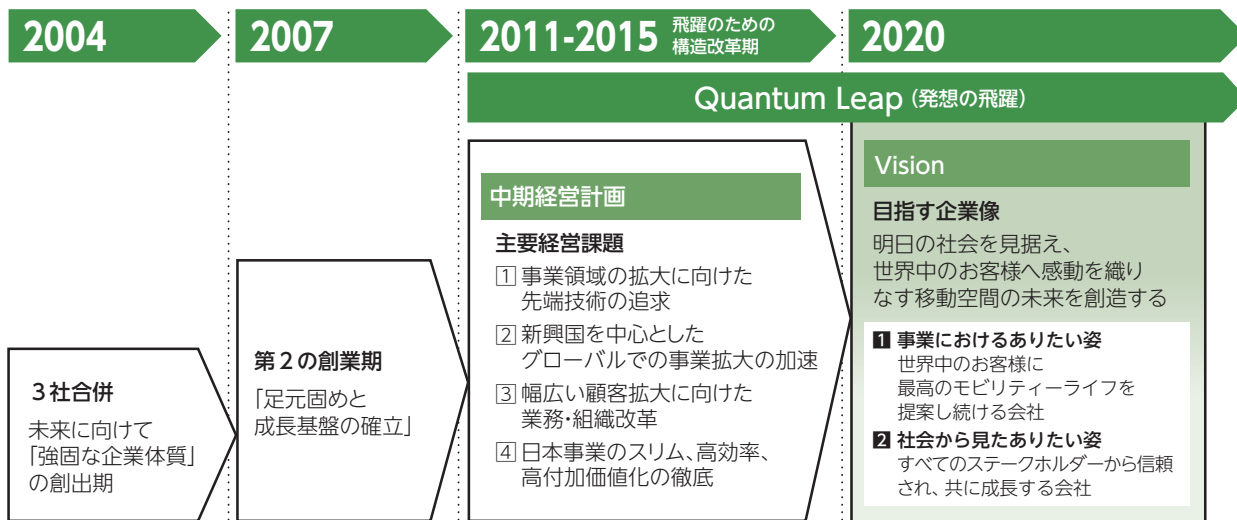 2004
2007
2011-2015 飛躍のための
構造改革期
2020
Quantum Leap (発想の飛躍)
3社合併
未来に向けて
「強固な企業体質」
の創出期
第2の創業期
「足元固めと
成長基盤の確立」
中期経営計画
主要経営課題
1 事業領域の拡大に向けた
先端技術の追求
2 新興国を中心とした
グローバルでの事業拡大の加速
3 幅広い顧客拡大に向けた
業務・組織改革
4 日本事業のスリム、高効率、
高付加価値化の徹底
Vision
目指す企業像
明日の社会を見据え、
世界中のお客様へ感動を織り
なす移動空間の未来を創造する
1 事業におけるありたい姿
世界中のお客様に
最高のモビリティーライフを
提案し続ける会社
2 社会から見たありたい姿
すべてのステークホルダーから信頼
され、共に成長する会社